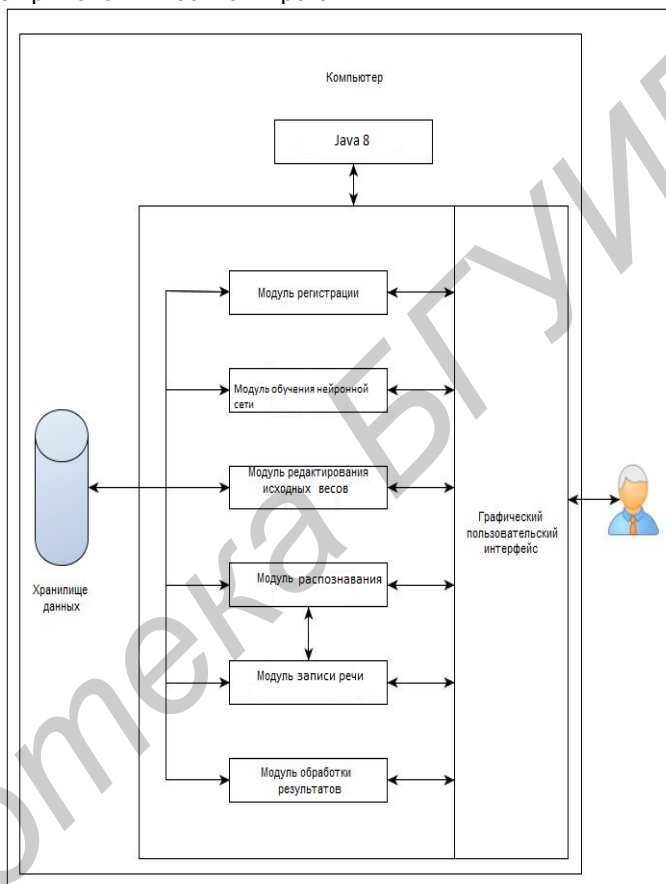 Компьютер
Java 8
Модуль регистрации
Модуль обучения нейронной
сети
Модуль редактирования
исходных весов
Графический
пользовательский
интерфейс
Модуль распознавания
Хранилище
данных
Модуль записи речи
Модуль обработки
результатов